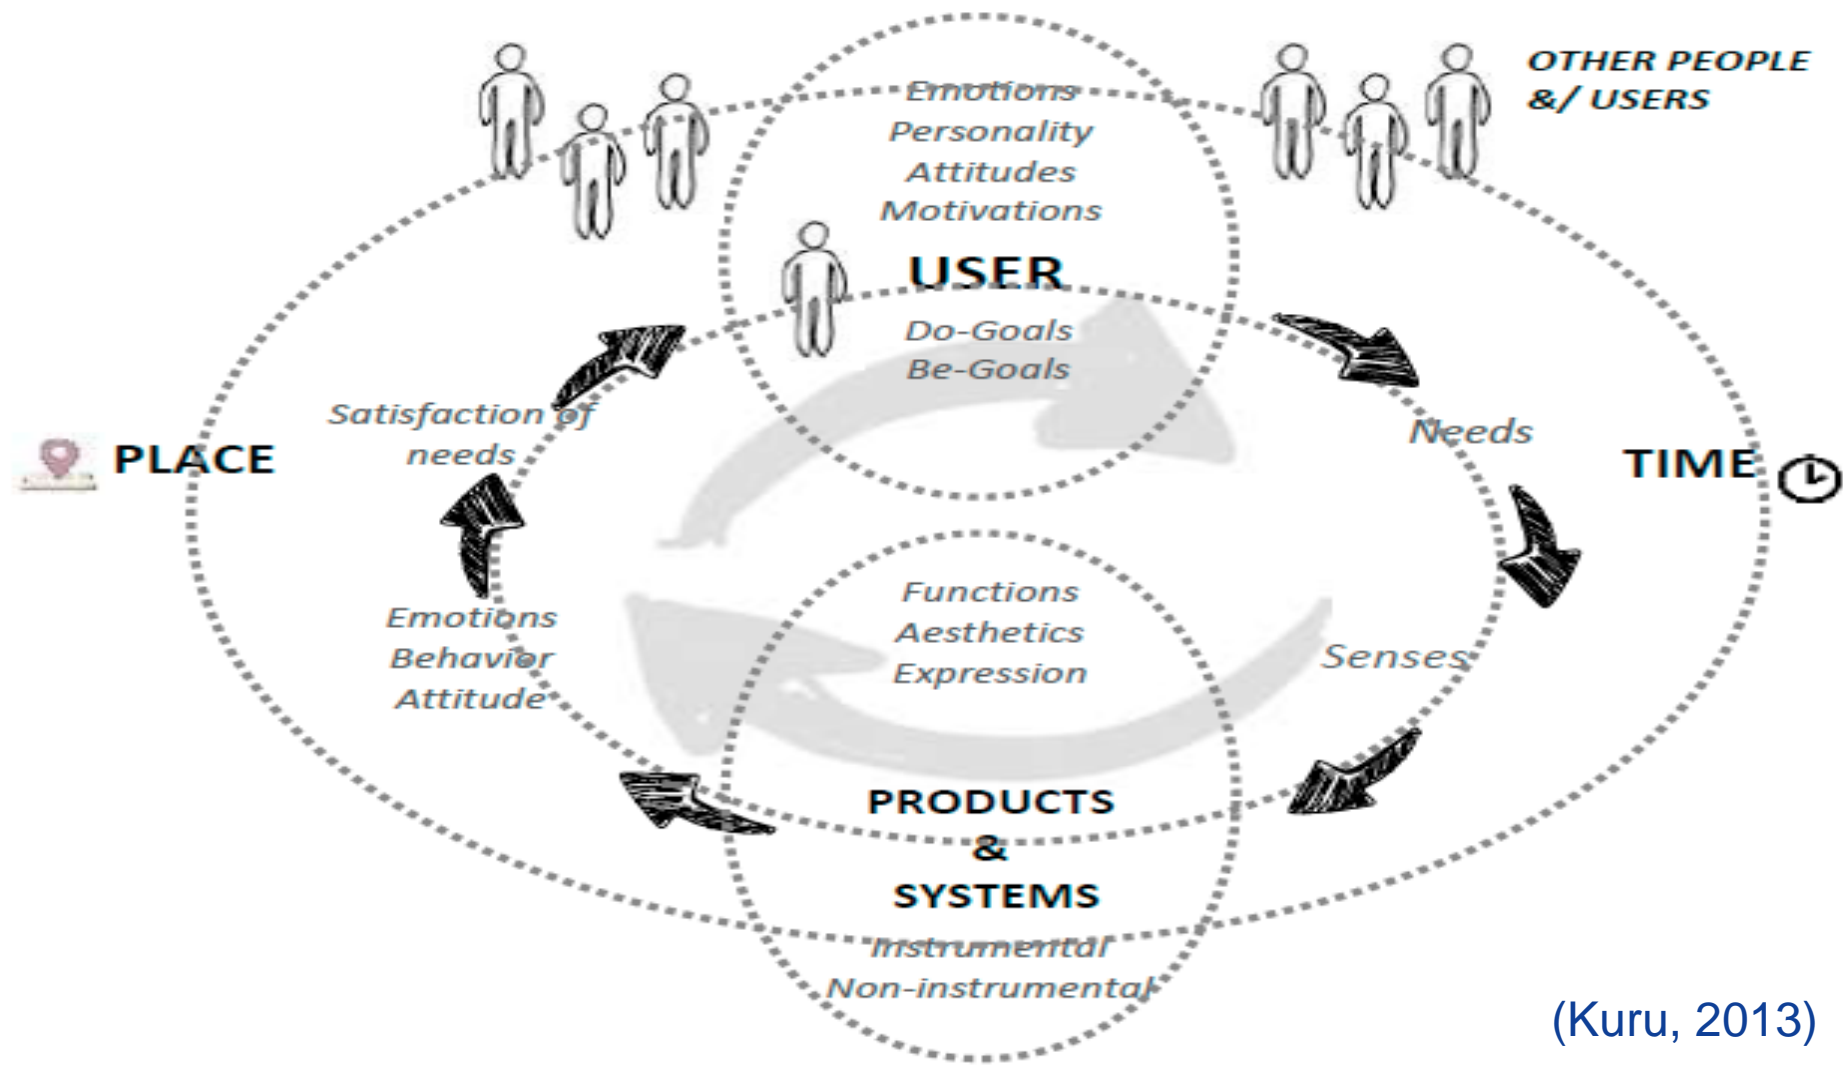 OTHER PEOPLE
&/ USERS
Emotions
Personality
Attitudes
Motivations
USER
Do-Goals
Be-Goals
Satisfaction of
needs
Needs
PLACE
TIME
Functions
Aesthetics
Expression
Emotions
Behavior
Attitude
Senses
PRODUCTS
&
SYSTEMS
Instrumental
Non-instrumental
(Kuru, 2013)